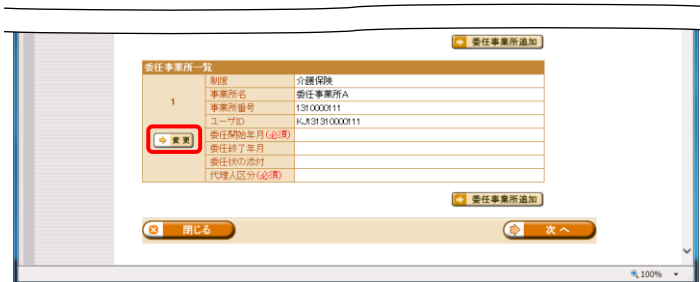 委任事業所追加
委任事業所一覧
1
変更
制度 介護保険
事業所名 委任事業所A
事業所番号 1310000111
ユーザID KJ131310000111
委任開始年月(必須)
委任終了年月
委任状の添付
代理人区分(必須)
委任事業所追加
閉じる 次へ
100%